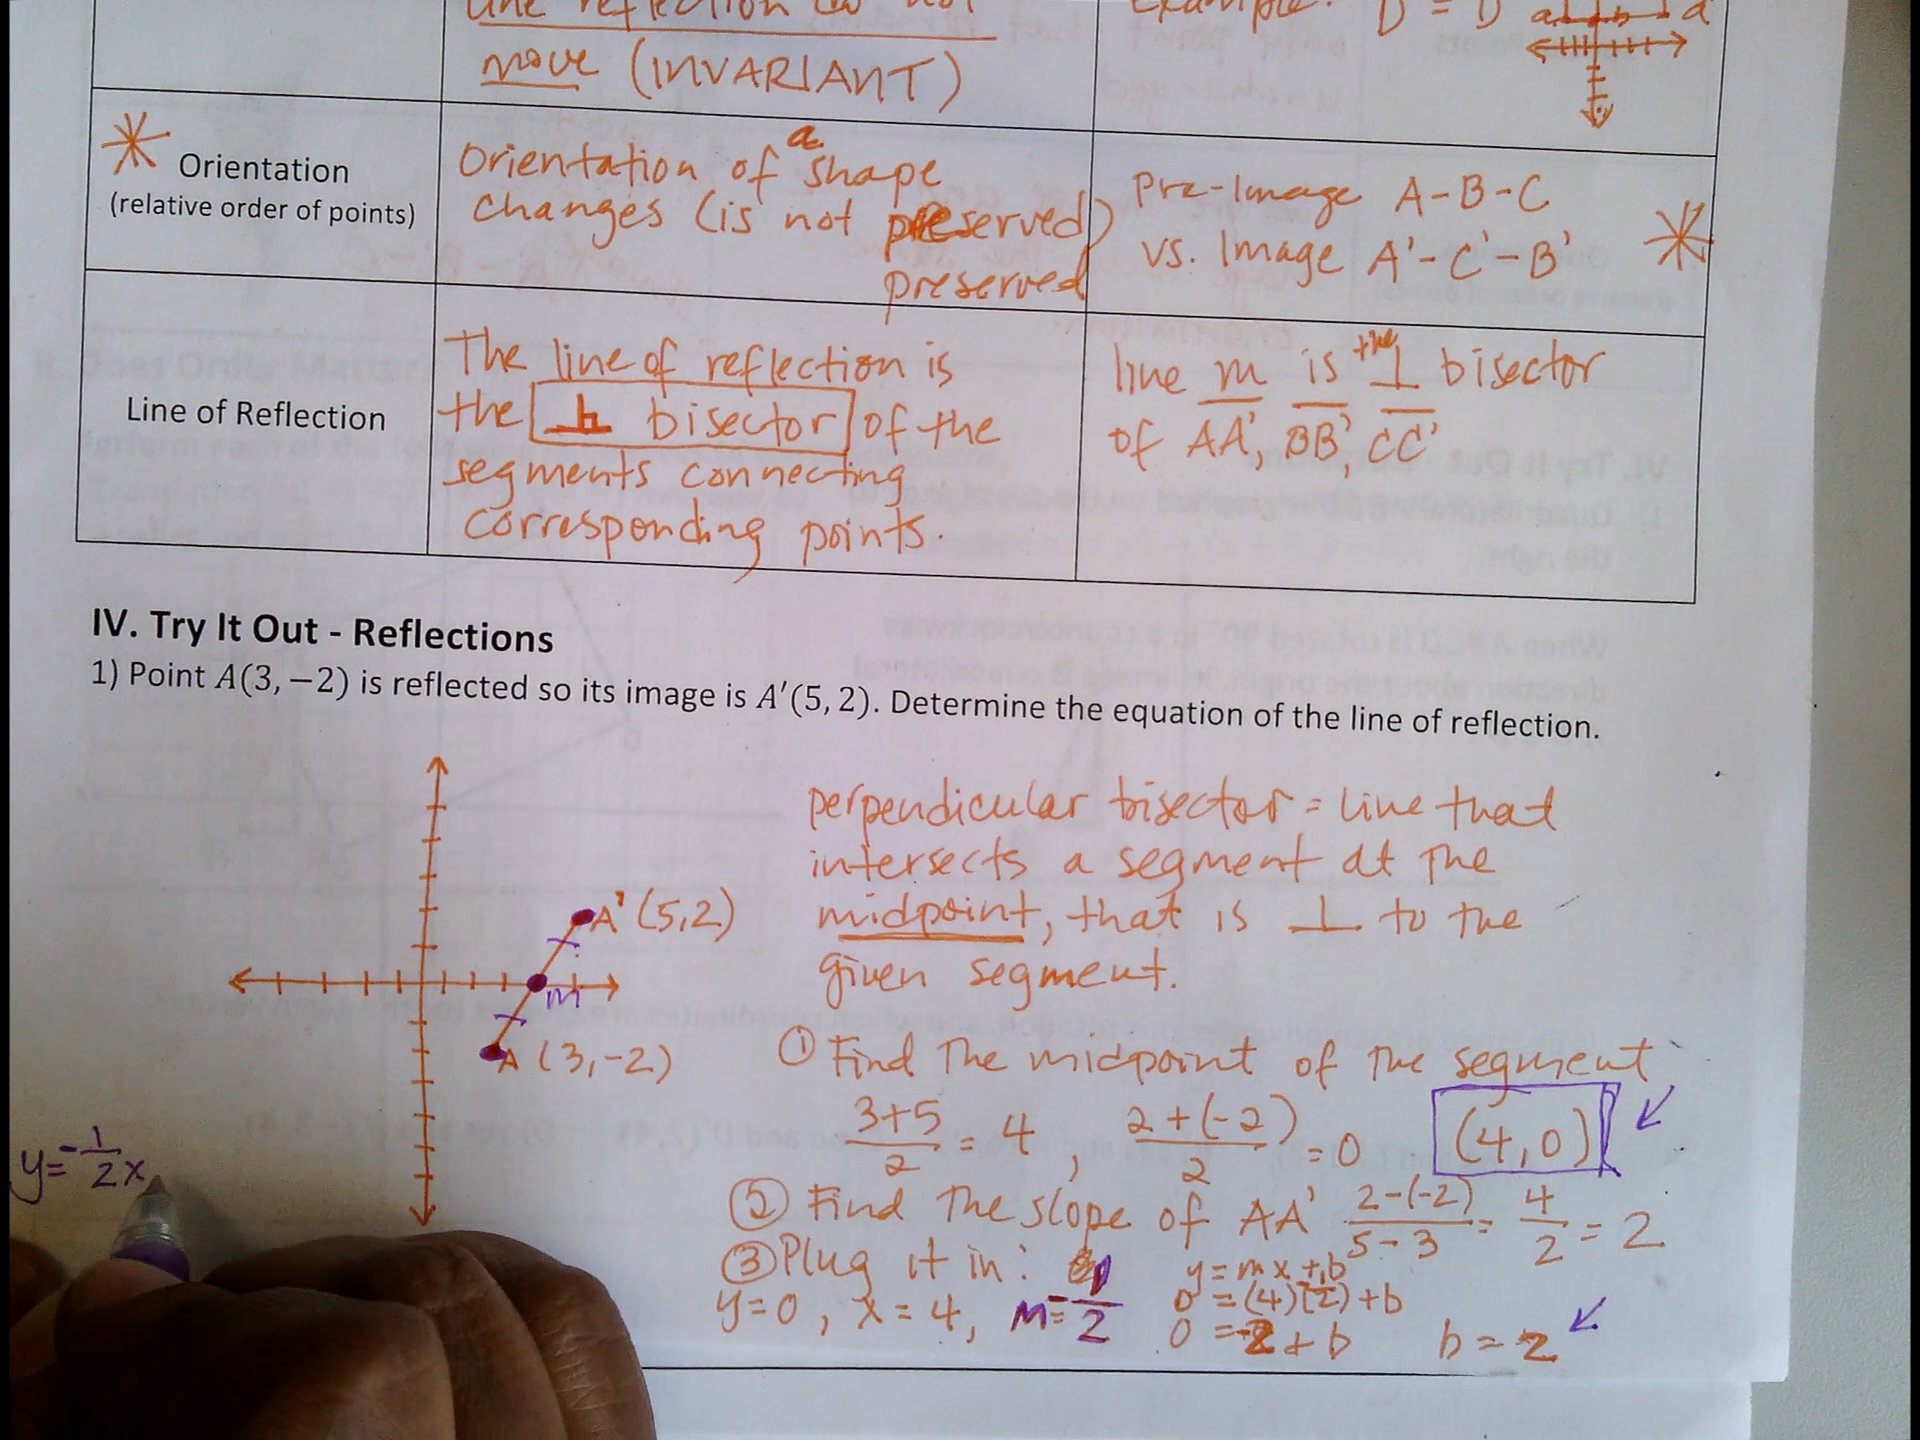 line reflection do not
move (INVARIANT)
Example: D = D'
Orientation
(relative order of points)
Orientation of a shape
changes (is not preserved)
preserved
Pre-Image A-B-C
vs. Image A'-C'-B'
Line of Reflection
The line of reflection is
the ⊥ bisector of the
segments connecting
corresponding points.
line m is the ⊥ bisector
of AA', BB', CC'
IV. Try It Out - Reflections
1) Point A(3, −2) is reflected so its image is A′(5, 2). Determine the equation of the line of reflection.
A' (5,2)
m
A (3,-2)
y=-1/2x
perpendicular bisector = line that
intersects a segment at the
midpoint, that is ⊥ to the
given segment.
① Find The midpoint of the segment
3+5/2 = 4, 2+(-2)/2 = 0 (4,0)
② Find The slope of AA' 2-(-2)/5-3 = 4/2 = 2
③ Plug it in: y=mx+b
y=0, x=4, m=-1/2 0 =(4)(-1/2)+b
0 =-2+b b=2